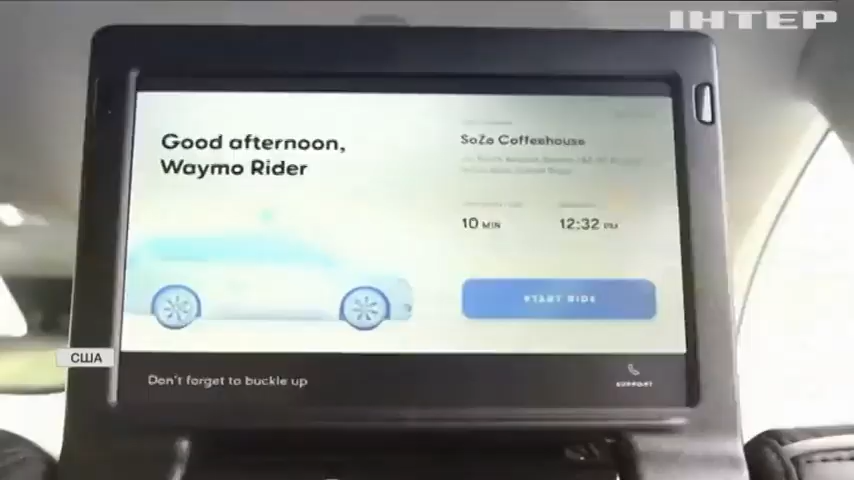 ІНТЕР
Good afternoon,
Waymo Rider
SoZo Coffeehouse
10 MIN
12:32 PM
START RIDE
США
Don't forget to buckle up
SUPPORT